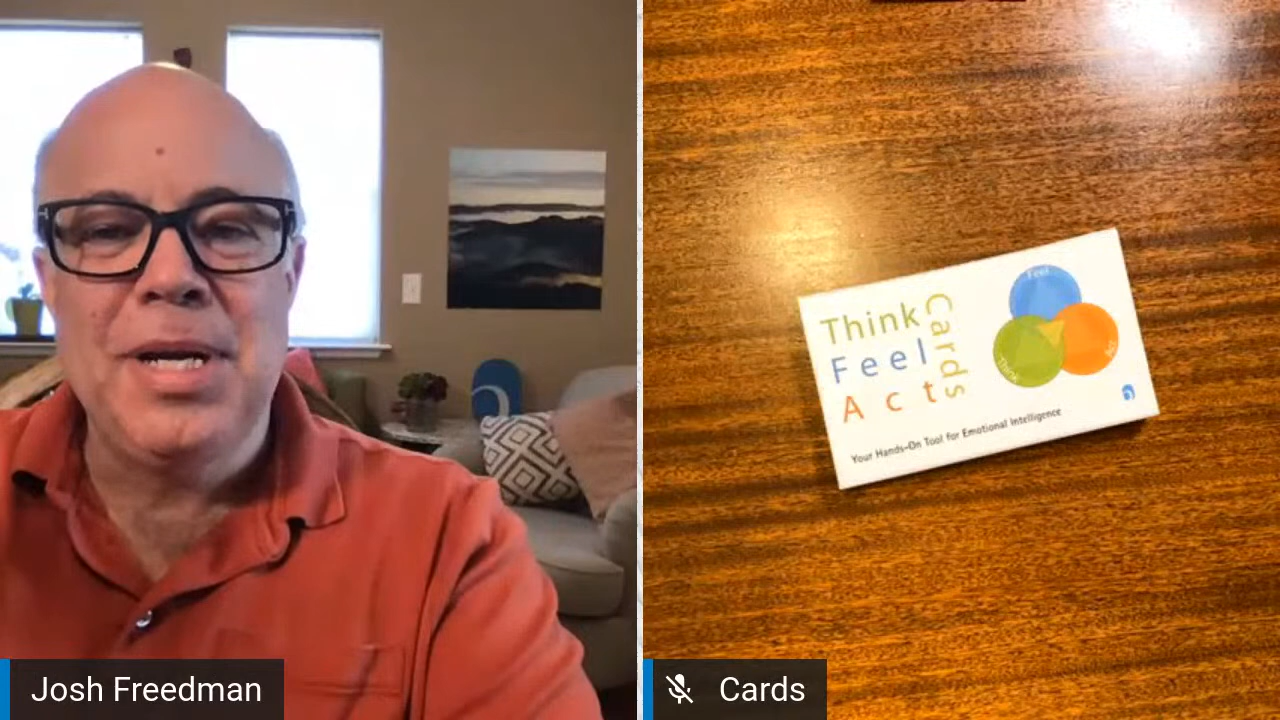 Josh Freedman
Think
Feel
Act
Cards
Your Hands-On Tool for Emotional Intelligence
Feel
Think
Act
Cards